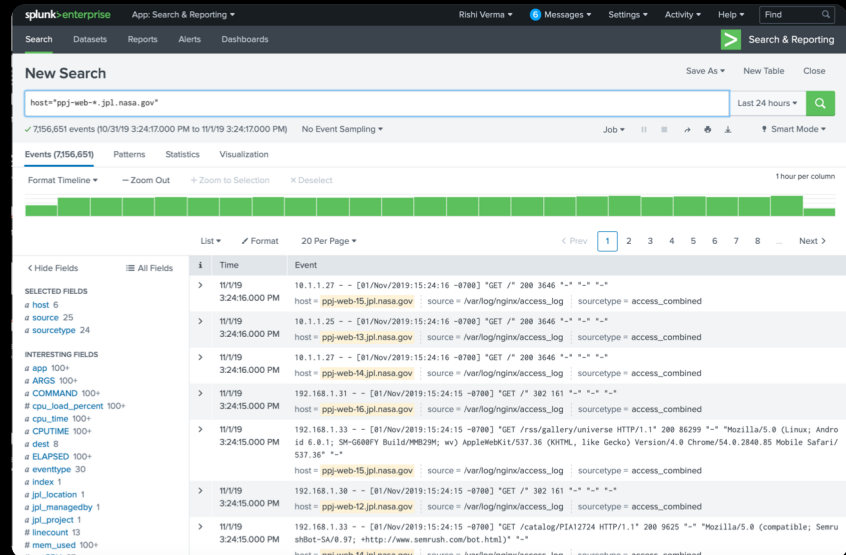 splunk>enterprise App: Search & Reporting ▾ Rishi Verma ▾ 6 Messages ▾ Settings ▾ Activity ▾ Help ▾ Find
Search Datasets Reports Alerts Dashboards > Search & Reporting
New Search Save As ▾ New Table Close
host="ppj-web-*.jpl.nasa.gov" Last 24 hours ▾
✓ 7,156,651 events (10/31/19 3:24:17.000 PM to 11/1/19 3:24:17.000 PM) No Event Sampling ▾ Job ▾ Smart Mode ▾
Events (7,156,651) Patterns Statistics Visualization
Format Timeline ▾ — Zoom Out + Zoom to Selection × Deselect 1 hour per column
List ▾ Format 20 Per Page ▾ < Prev 1 2 3 4 5 6 7 8 ... Next >
< Hide Fields All Fields i Time Event
SELECTED FIELDS
a host 6
a source 25
a sourcetype 24
INTERESTING FIELDS
a app 100+
a ARGS 100+
a COMMAND 100+
# cpu_load_percent 100+
a cpu_time 100+
a CPUTIME 100+
a dest 8
a ELAPSED 100+
a eventtype 30
a index 1
a jpl_location 1
a jpl_managedby 1
a jpl_project 1
# linecount 13
# mem_used 100+
> 11/1/19 10.1.1.27 - - [01/Nov/2019:15:24:16 -0700] "GET /" 200 3646 "-" "-" "-"
3:24:16.000 PM host = ppj-web-15.jpl.nasa.gov source = /var/log/nginx/access_log sourcetype = access_combined
> 11/1/19 10.1.1.25 - - [01/Nov/2019:15:24:16 -0700] "GET /" 200 3646 "-" "-" "-"
3:24:16.000 PM host = ppj-web-13.jpl.nasa.gov source = /var/log/nginx/access_log sourcetype = access_combined
> 11/1/19 10.1.1.27 - - [01/Nov/2019:15:24:16 -0700] "GET /" 200 3646 "-" "-" "-"
3:24:16.000 PM host = ppj-web-14.jpl.nasa.gov source = /var/log/nginx/access_log sourcetype = access_combined
> 11/1/19 192.168.1.31 - - [01/Nov/2019:15:24:15 -0700] "GET /" 302 161 "-" "-" "-"
3:24:15.000 PM host = ppj-web-16.jpl.nasa.gov source = /var/log/nginx/access_log sourcetype = access_combined
> 11/1/19 192.168.1.33 - - [01/Nov/2019:15:24:15 -0700] "GET /rss/gallery/universe HTTP/1.1" 200 86299 "-" "Mozilla/5.0 (Linux; Andro
3:24:15.000 PM id 6.0.1; SM-G600FY Build/MMB29M; wv) AppleWebKit/537.36 (KHTML, like Gecko) Version/4.0 Chrome/54.0.2840.85 Mobile Safari/
537.36" "-"
host = ppj-web-15.jpl.nasa.gov source = /var/log/nginx/access_log sourcetype = access_combined
> 11/1/19 192.168.1.30 - - [01/Nov/2019:15:24:15 -0700] "GET /" 302 161 "-" "-" "-"
3:24:15.000 PM host = ppj-web-12.jpl.nasa.gov source = /var/log/nginx/access_log sourcetype = access_combined
> 11/1/19 192.168.1.33 - - [01/Nov/2019:15:24:15 -0700] "GET /catalog/PIA12724 HTTP/1.1" 200 9625 "-" "Mozilla/5.0 (compatible; Semru
3:24:15.000 PM shBot-SA/0.97; +http://www.semrush.com/bot.html)" "-"